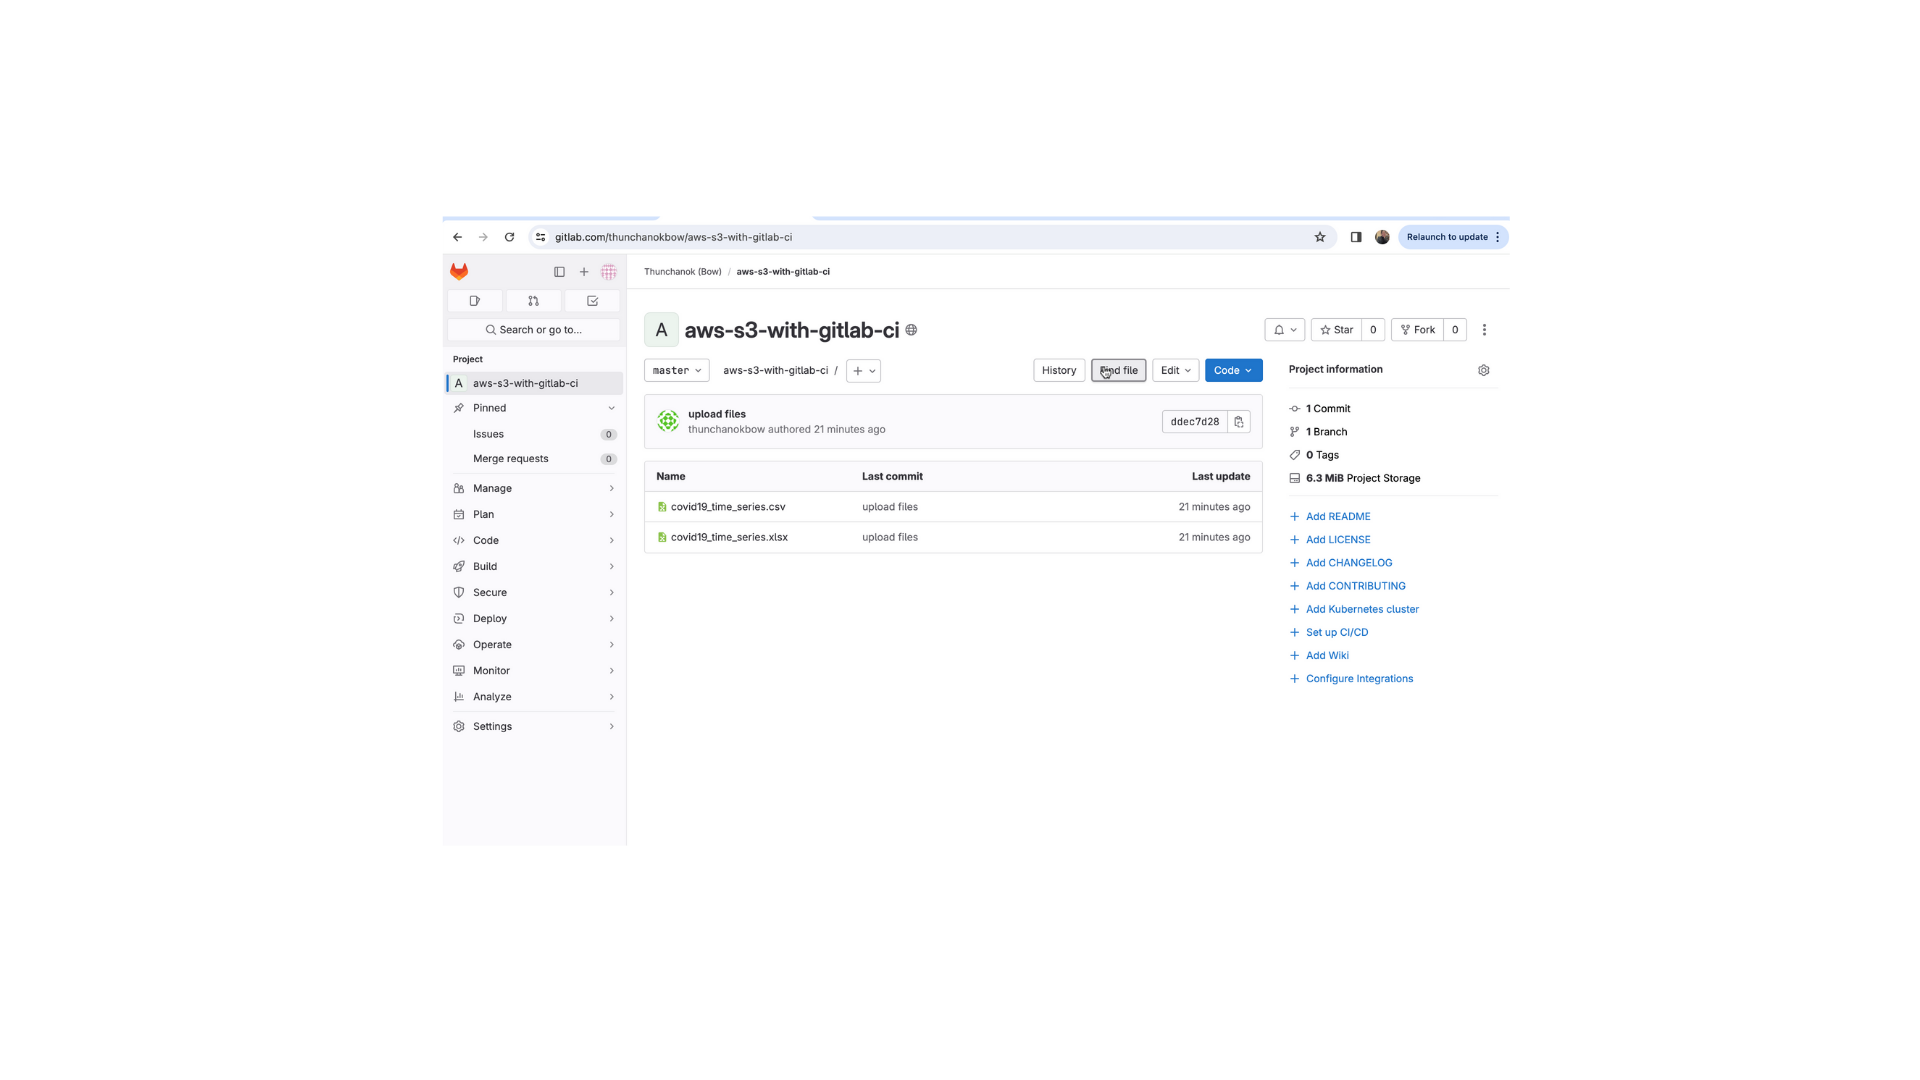 gitlab.com/thunchanokbow/aws-s3-with-gitlab-ci
Relaunch to update
Thunchanok (Bow) / aws-s3-with-gitlab-ci
Search or go to...
Project
A aws-s3-with-gitlab-ci
Pinned
Issues 0
Merge requests 0
Manage
Plan
Code
Build
Secure
Deploy
Operate
Monitor
Analyze
Settings
A aws-s3-with-gitlab-ci
Star 0
Fork 0
master
aws-s3-with-gitlab-ci /
History
file
Edit
Code
upload files
thunchanokbow authored 21 minutes ago
ddec7d28
Name Last commit Last update
covid19_time_series.csv upload files 21 minutes ago
covid19_time_series.xlsx upload files 21 minutes ago
Project information
1 Commit
1 Branch
0 Tags
6.3 MiB Project Storage
Add README
Add LICENSE
Add CHANGELOG
Add CONTRIBUTING
Add Kubernetes cluster
Set up CI/CD
Add Wiki
Configure Integrations